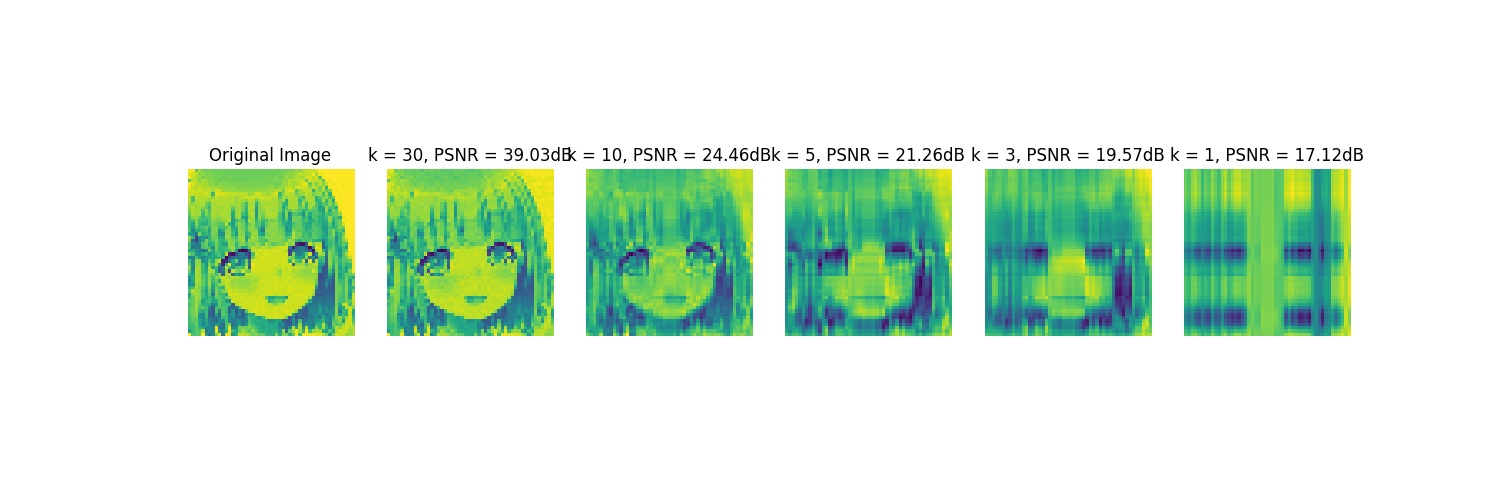 Original Image
k = 30, PSNR = 39.03dB
k = 10, PSNR = 24.46dB
k = 5, PSNR = 21.26dB
k = 3, PSNR = 19.57dB
k = 1, PSNR = 17.12dB